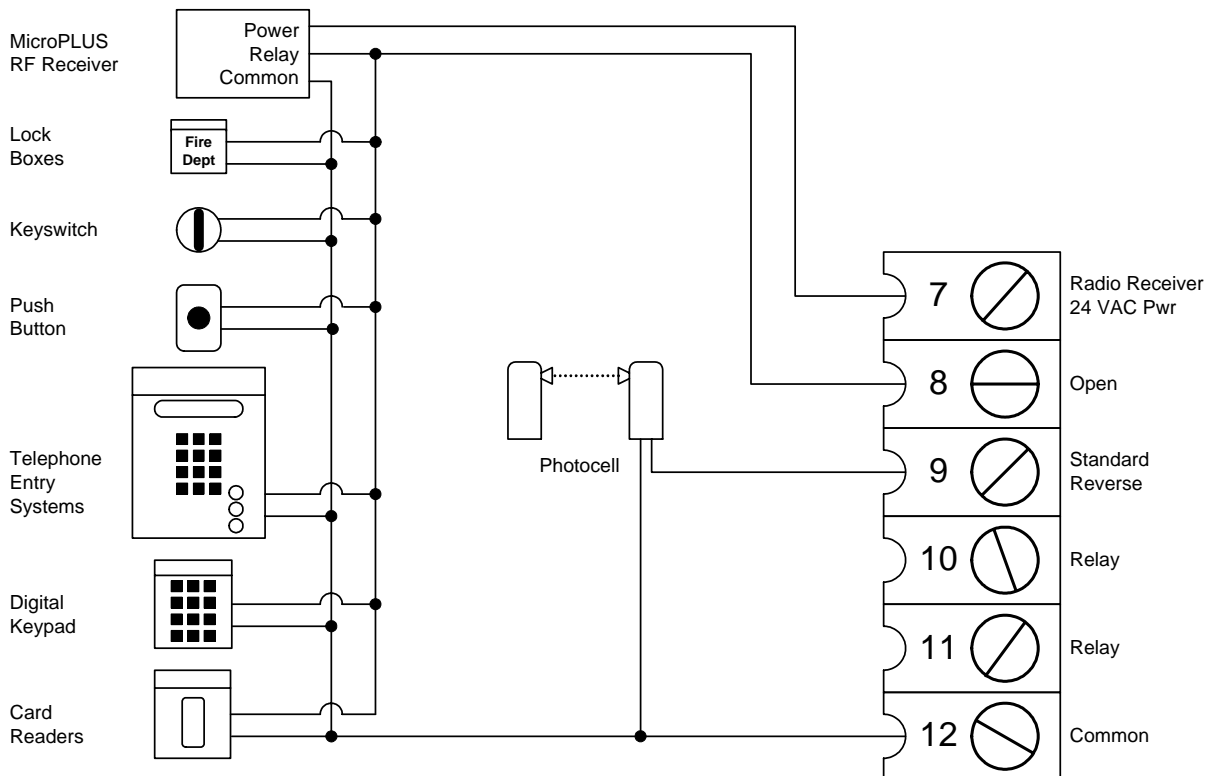 MicroPLUS
RF Receiver
Power
Relay
Common
Lock
Boxes
Fire
Dept
Keyswitch
Push
Button
Telephone
Entry
Systems
Digital
Keypad
Card
Readers
Photocell
7
Radio Receiver
24 VAC Pwr
8
Open
9
Standard
Reverse
10
Relay
11
Relay
12
Common